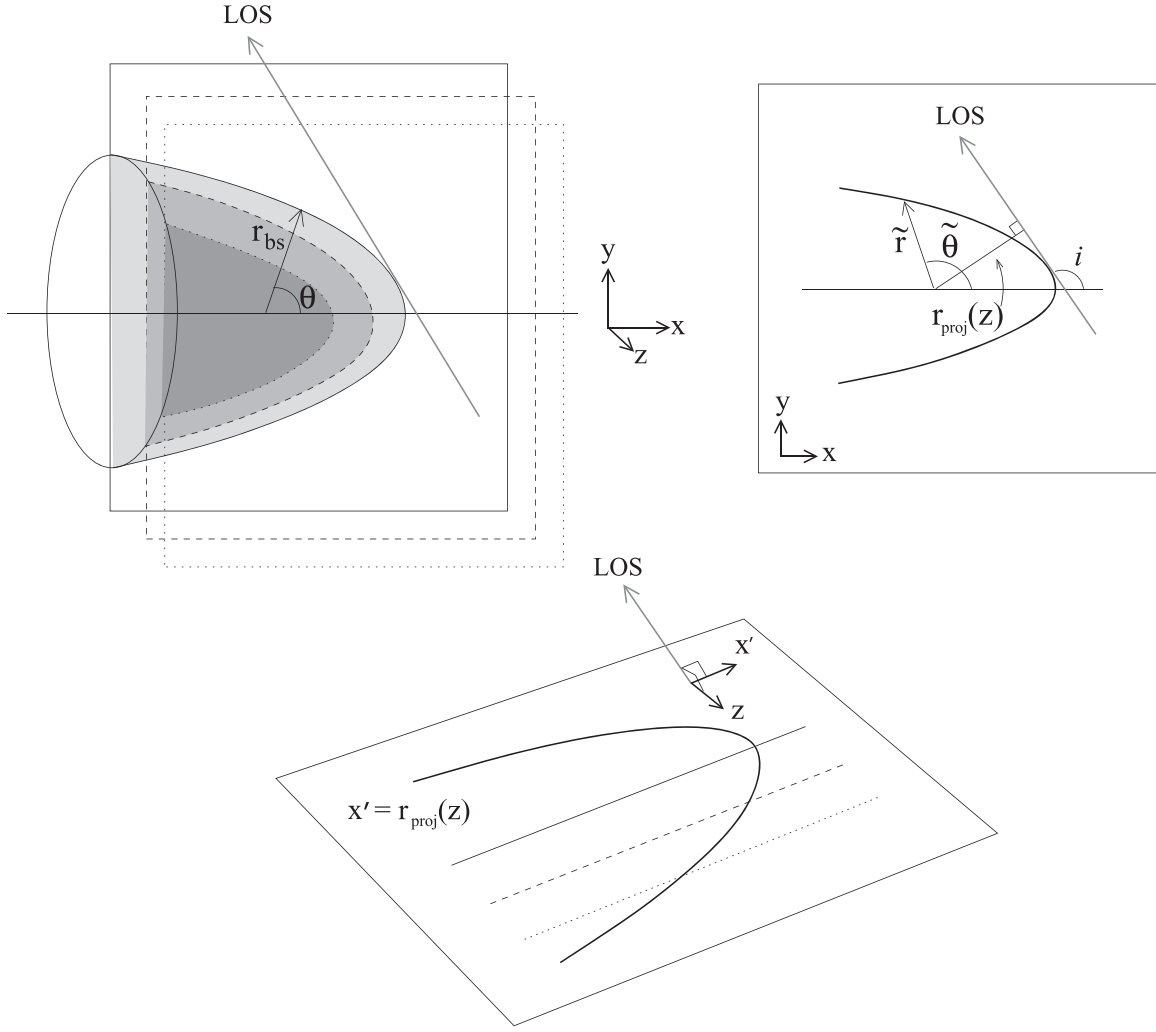 LOS
r_bs
θ
y
x
z
LOS
r̃
θ̃
i
r_proj(z)
y
x
LOS
x′
z
x′ = r_proj(z)